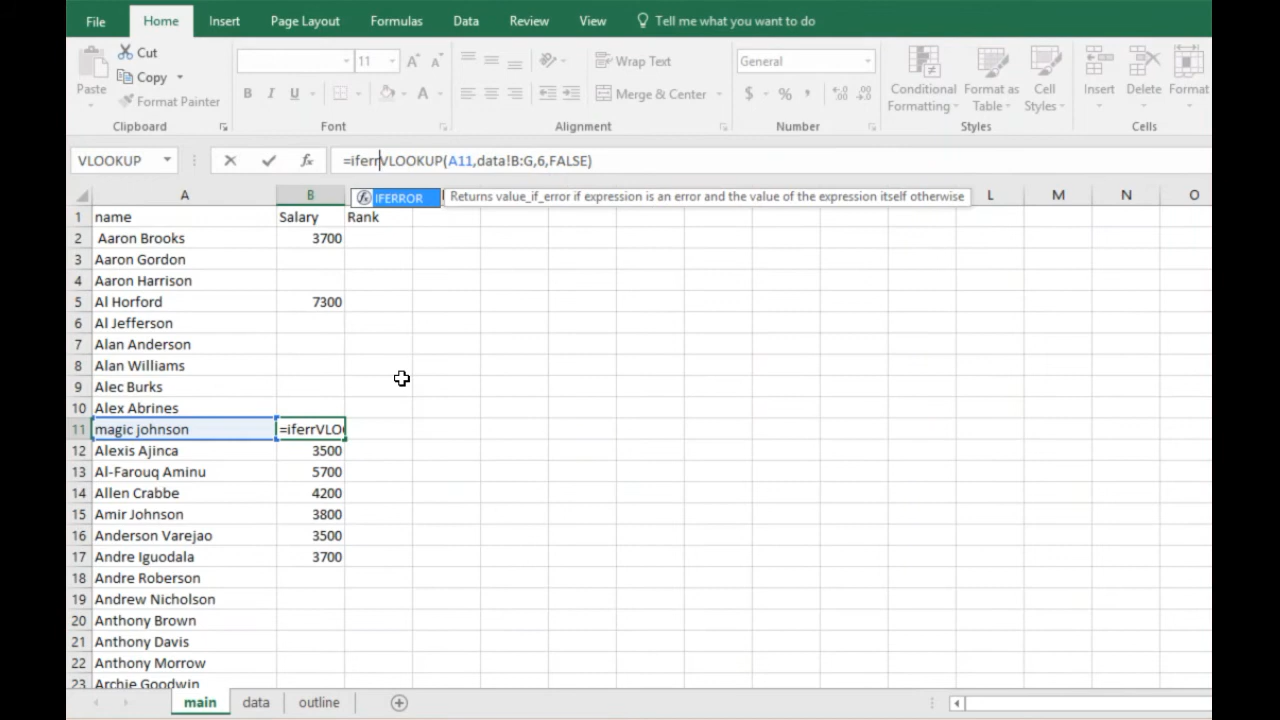 File Home Insert Page Layout Formulas Data Review View Tell me what you want to do
Paste Cut Copy Format Painter
11 A A
B I U A
Wrap Text
Merge & Center
General
$ % ,
Conditional Formatting Format as Table Cell Styles Insert Delete Format
Clipboard Font Alignment Number Styles Cells
VLOOKUP fx =iferrVLOOKUP(A11,data!B:G,6,FALSE)
A B L M N O
IFERROR Returns value_if_error if expression is an error and the value of the expression itself otherwise
1 name Salary Rank
2 Aaron Brooks 3700
3 Aaron Gordon
4 Aaron Harrison
5 Al Horford 7300
6 Al Jefferson
7 Alan Anderson
8 Alan Williams
9 Alec Burks
10 Alex Abrines
11 magic johnson =iferrVLO
12 Alexis Ajinca 3500
13 Al-Farouq Aminu 5700
14 Allen Crabbe 4200
15 Amir Johnson 3800
16 Anderson Varejao 3500
17 Andre Iguodala 3700
18 Andre Roberson
19 Andrew Nicholson
20 Anthony Brown
21 Anthony Davis
22 Anthony Morrow
23 Archie Goodwin
main data outline